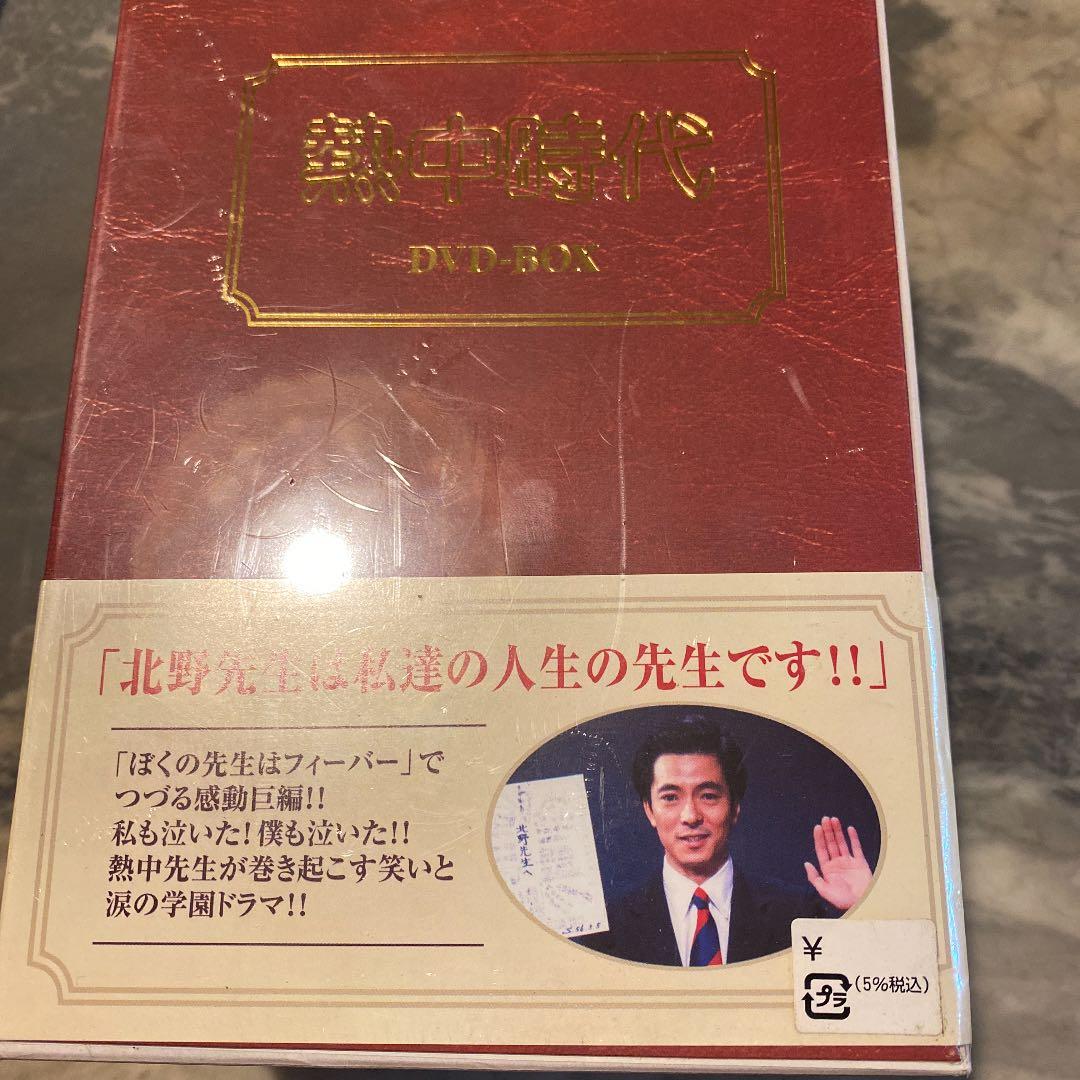 熱中時代
DVD-BOX
「北野先生は私達の人生の先生です!!」
「ぼくの先生はフィーバー」で
つづる感動巨編!!
私も泣いた!僕も泣いた!!
熱中先生が巻き起こす笑いと
涙の学園ドラマ!!
北野先生へ
¥
プラ
(5%税込)